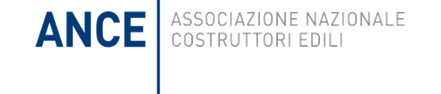 ANCE
ASSOCIAZIONE NAZIONALE
COSTRUTTORI EDILI